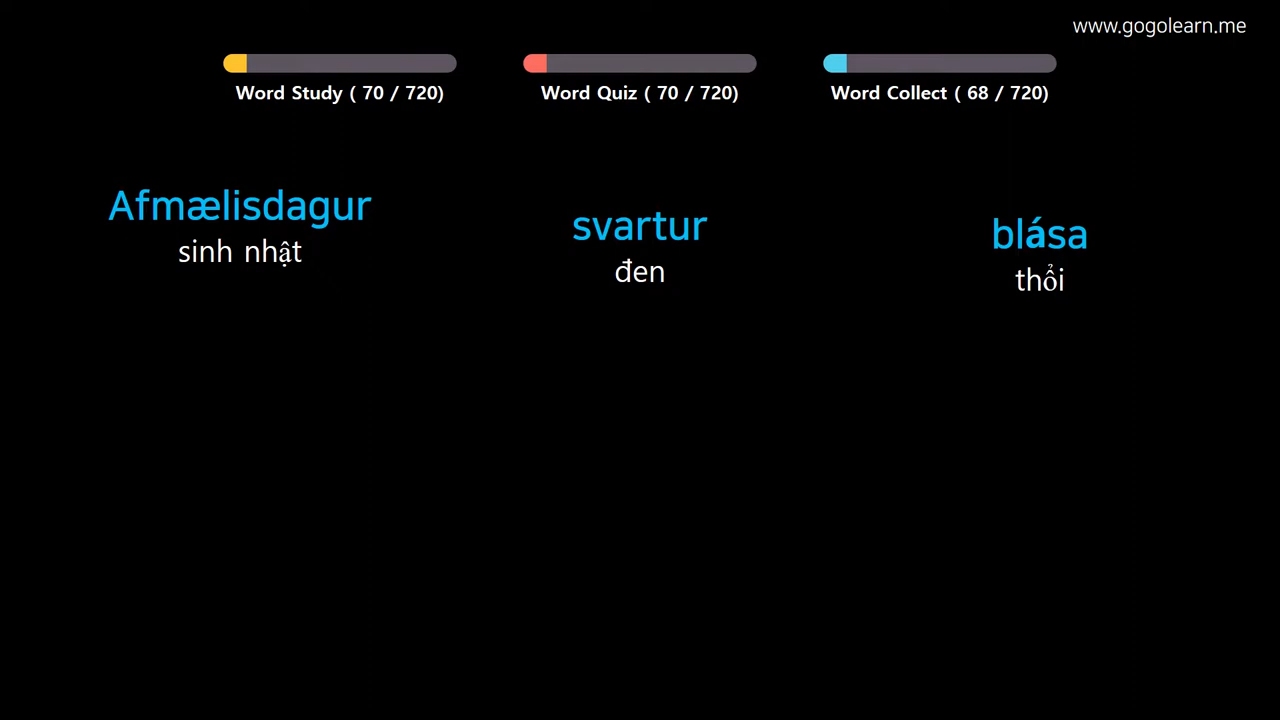 www.gogolearn.me
Word Study ( 70 / 720)
Word Quiz ( 70 / 720)
Word Collect ( 68 / 720)
Afmælisdagur
sinh nhật
svartur
đen
blása
thổi